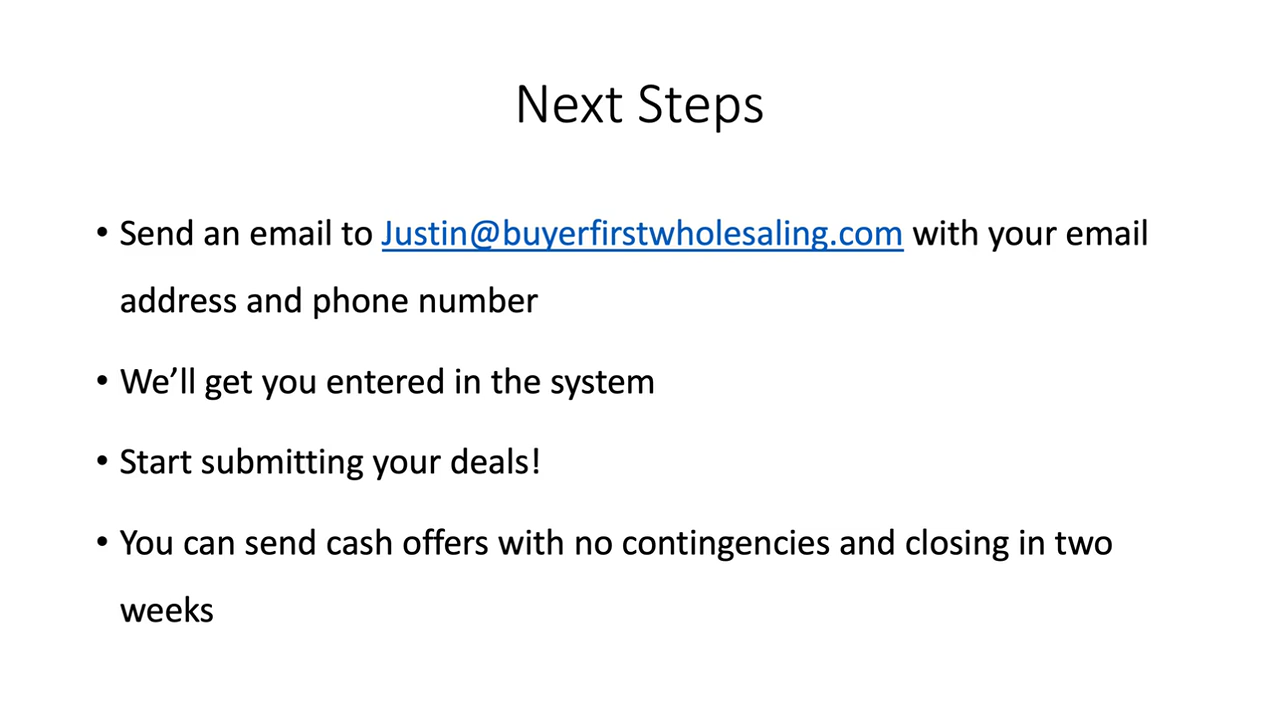 Next Steps
• Send an email to Justin@buyerfirstwholesaling.com with your email
address and phone number
• We’ll get you entered in the system
• Start submitting your deals!
• You can send cash offers with no contingencies and closing in two
weeks